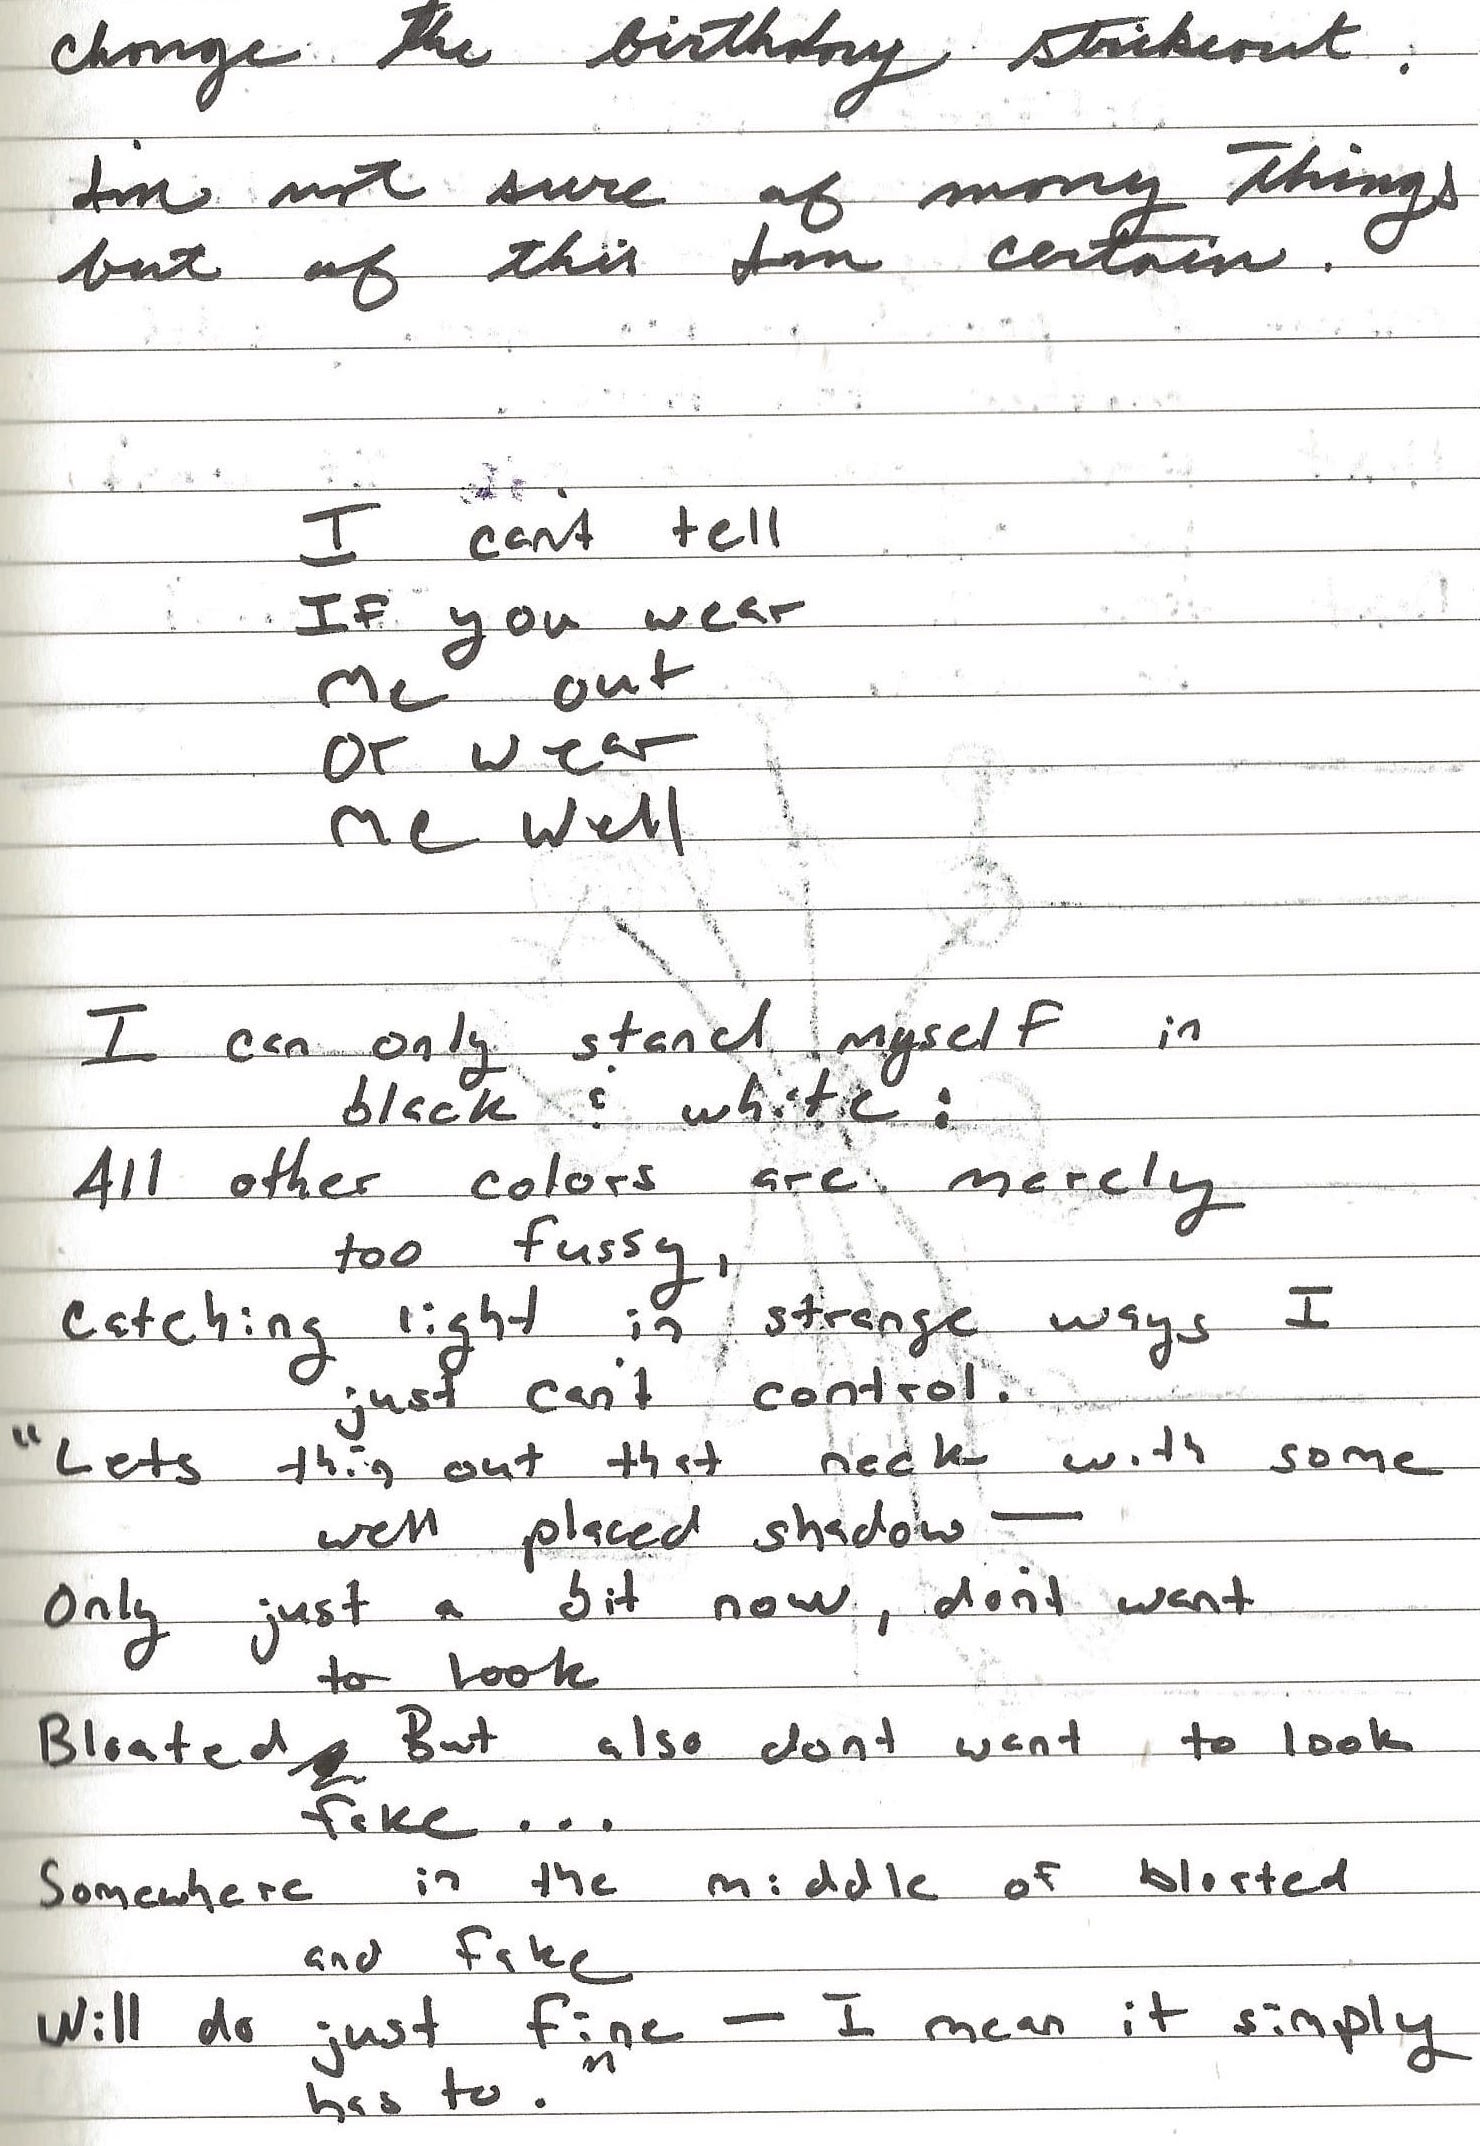 change the birthday strikeout.
I'm not sure of many things
but of this I'm certain.
I can't tell
If you wear
Me out
Or wear
Me well
I can only stand myself in
black & white:
All other colors are merely
too fussy,
Catching light in strange ways I
just can't control.
"Lets thin out that neck with some
well placed shadow —
Only just a bit now, don't want
to look
Bloated. But also dont want to look
fake...
Somewhere in the middle of bloated
and fake
Will do just fine — I mean it simply
has to."